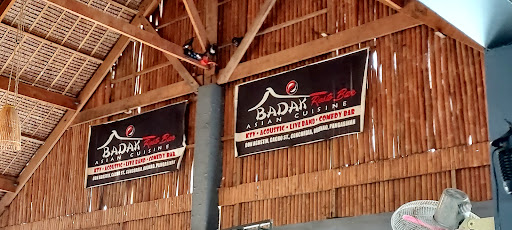 BADAK Resto Bar
ASIAN CUISINE
KTV • ACOUSTIC • LIVE BAND • COMEDY BAR
BADAK Resto Bar
ASIAN CUISINE
KTV • ACOUSTIC • LIVE BAND • COMEDY BAR